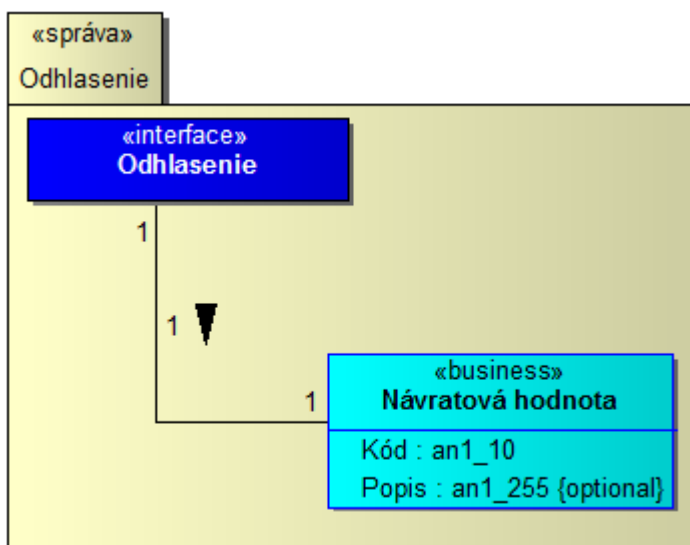 «správa»
Odhlasenie
«interface»
Odhlasenie
1
1
1
«business»
Návratová hodnota
Kód : an1_10
Popis : an1_255 {optional}